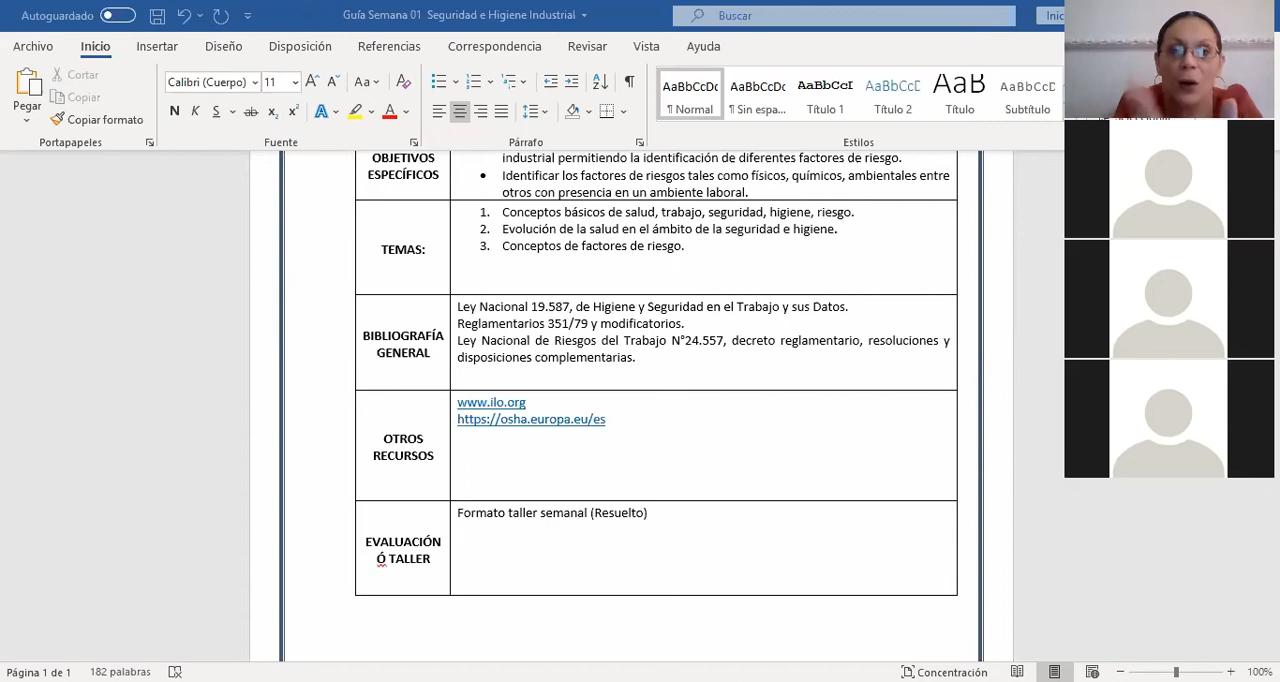 Autoguardado
Guía Semana 01 Seguridad e Higiene Industrial
Buscar
Inic
Archivo Inicio Insertar Diseño Disposición Referencias Correspondencia Revisar Vista Ayuda
Pegar
Cortar
Copiar
Copiar formato
Portapapeles
Calibri (Cuerpo) 11
Fuente
Párrafo
AaBbCcDc
¶ Normal
AaBbCcDc
¶ Sin espa...
AaBbCcI
Título 1
AaBbCcD
Título 2
AaB
Título
AaBbCcD
Subtítulo
Estilos
OBJETIVOS
ESPECÍFICOS
industrial permitiendo la identificación de diferentes factores de riesgo.
• Identificar los factores de riesgos tales como físicos, químicos, ambientales entre
otros con presencia en un ambiente laboral.
TEMAS:
1. Conceptos básicos de salud, trabajo, seguridad, higiene, riesgo.
2. Evolución de la salud en el ámbito de la seguridad e higiene.
3. Conceptos de factores de riesgo.
BIBLIOGRAFÍA
GENERAL
Ley Nacional 19.587, de Higiene y Seguridad en el Trabajo y sus Datos.
Reglamentarios 351/79 y modificatorios.
Ley Nacional de Riesgos del Trabajo N°24.557, decreto reglamentario, resoluciones y
disposiciones complementarias.
OTROS
RECURSOS
www.ilo.org
https://osha.europa.eu/es
EVALUACIÓN
Ó TALLER
Formato taller semanal (Resuelto)
Página 1 de 1 182 palabras
Concentración
100%